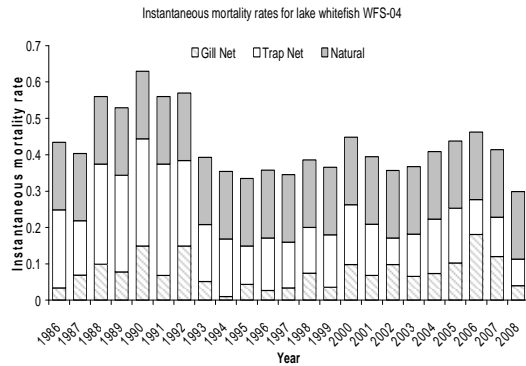 Instantaneous mortality rates for lake whitefish WFS-04
Gill Net Trap Net Natural
Instantaneous mortality rate
0.7
0.6
0.5
0.4
0.3
0.2
0.1
0
1986 1987 1988 1989 1990 1991 1992 1993 1994 1995 1996 1997 1998 1999 2000 2001 2002 2003 2004 2005 2006 2007 2008
Year